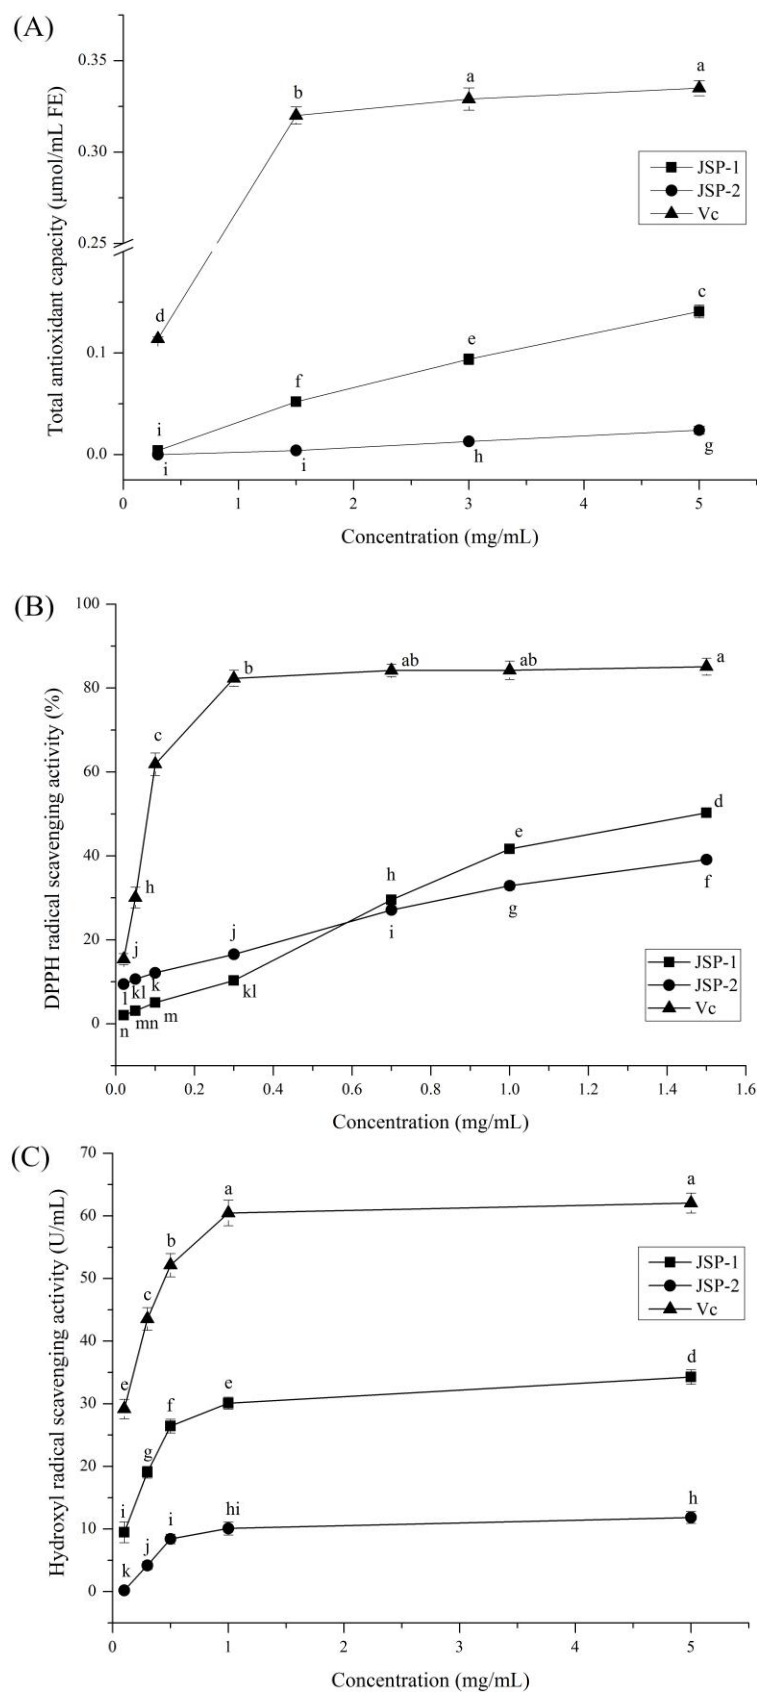 (A)
Total antioxidant capacity (μmol/mL FE)
0.35
0.30
0.25
0.1
0.0
a
a
b
d
c
e
f
i
i
i
h
g
JSP-1
JSP-2
Vc
0 1 2 3 4 5
Concentration (mg/mL)
(B)
DPPH radical scavenging activity (%)
100
80
60
40
20
0
b ab ab a
c
h
j
d
e
h
f
g
i
j
k
kl
l
kl
m
mn
n
JSP-1
JSP-2
Vc
0.0 0.2 0.4 0.6 0.8 1.0 1.2 1.4 1.6
Concentration (mg/mL)
(C)
Hydroxyl radical scavenging activity (U/mL)
70
60
50
40
30
20
10
0
a a
b
c
e
d
e
f
g
i
h
hi
i
j
k
JSP-1
JSP-2
Vc
0 1 2 3 4 5
Concentration (mg/mL)